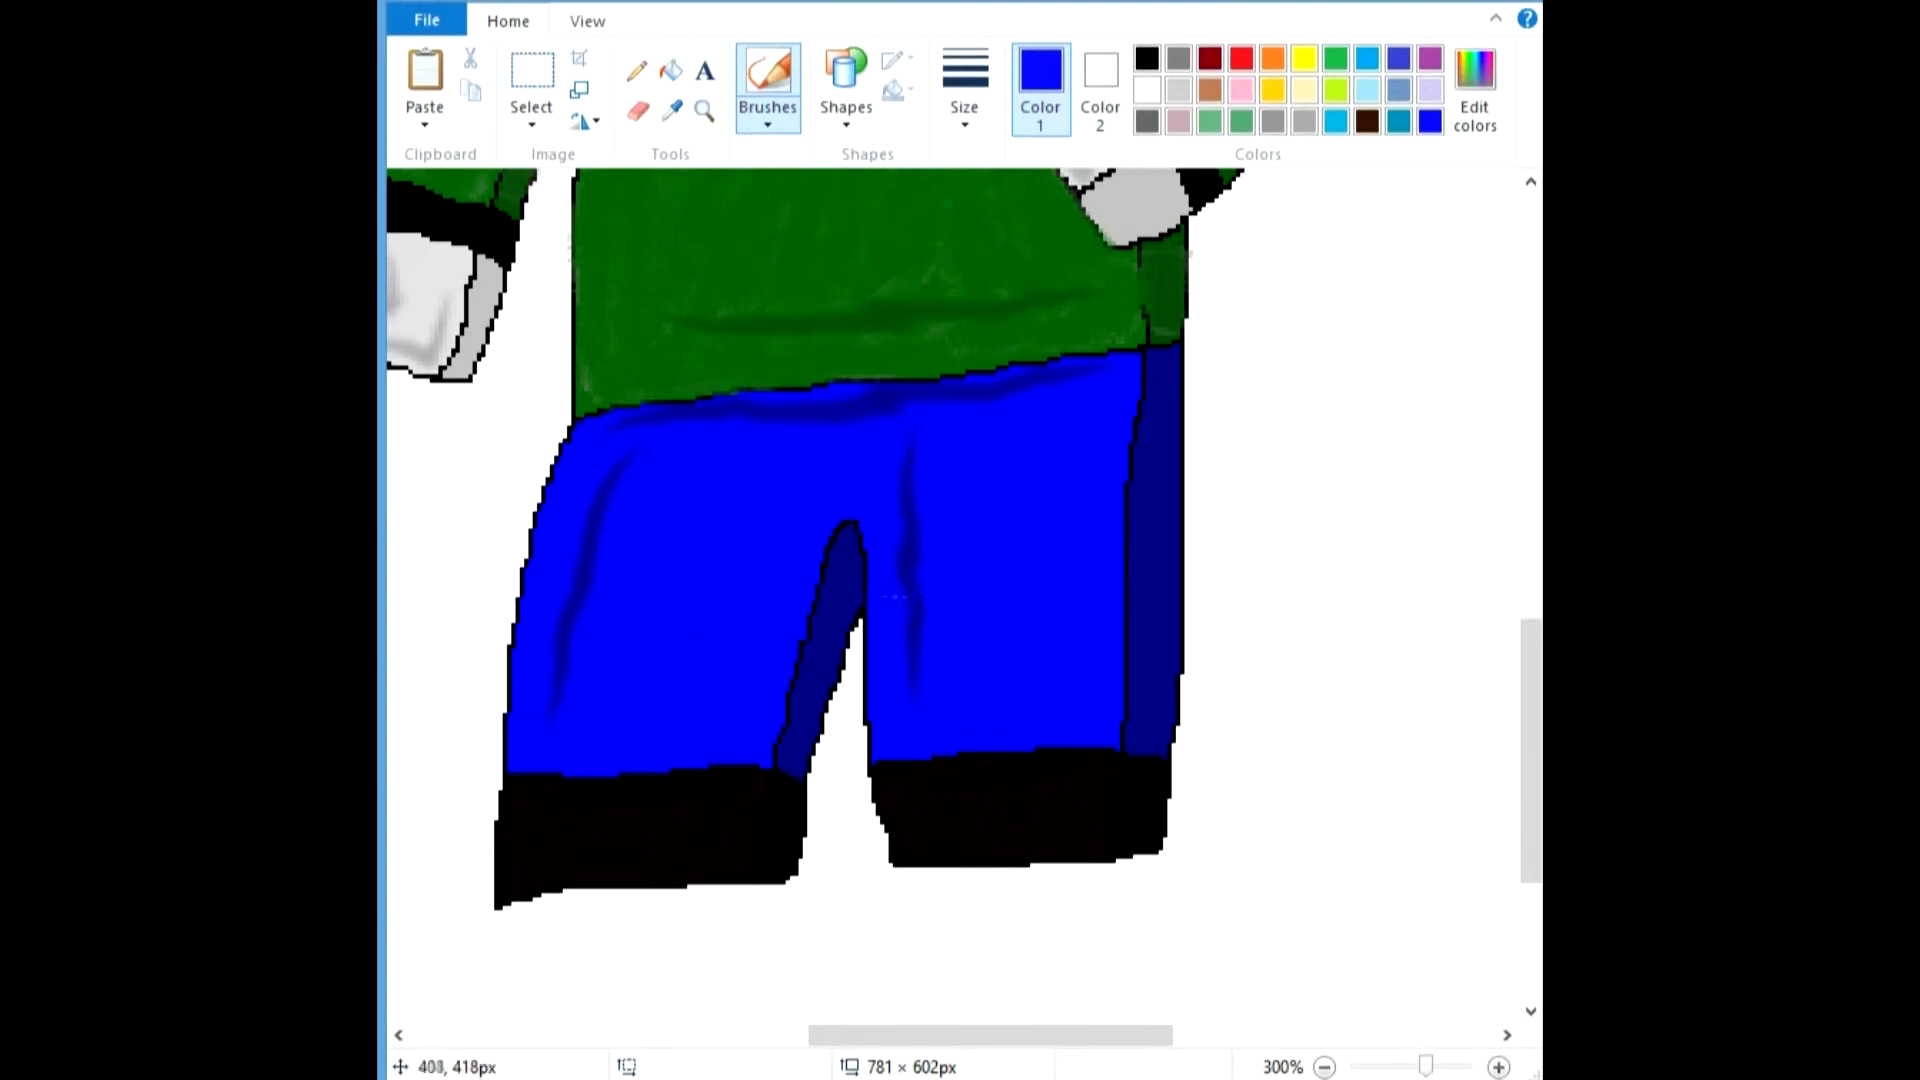 File Home View
Paste Select Brushes Shapes Size Color 1 Color 2 Edit colors
A
Clipboard Image Tools Shapes Colors
418px 781 × 602px 300%